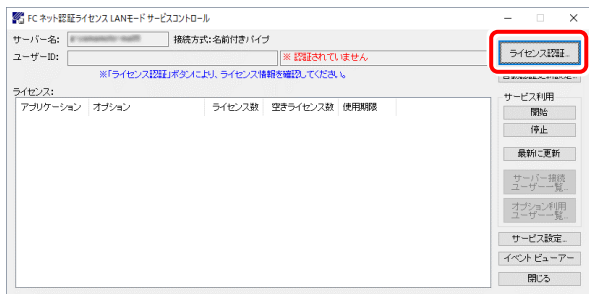 FC ネット認証ライセンス LANモード サービスコントロール
サーバー名:
接続方式:名前付きパイプ
ユーザーID:
※ 認証されていません
※「ライセンス認証」ボタンにより、ライセンス情報を確認してください。
ライセンス:
アプリケーション オプション ライセンス数 空きライセンス数 使用期限
ライセンス認証...
サービス利用
開始
停止
最新に更新
サーバー接続
ユーザー一覧...
オプション利用
ユーザー一覧...
サービス設定...
イベント ビューアー
閉じる